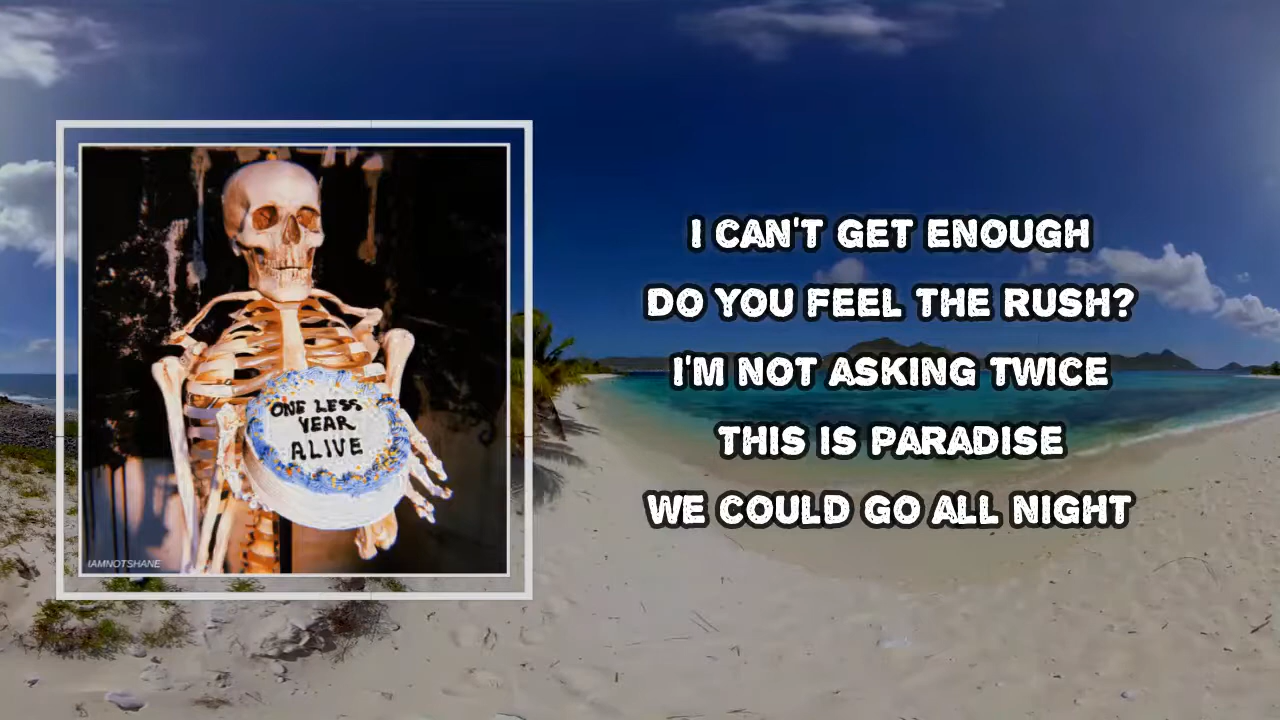 ONE LESS
YEAR
ALIVE
IAMNOTSHANE
I CAN'T GET ENOUGH
DO YOU FEEL THE RUSH?
I'M NOT ASKING TWICE
THIS IS PARADISE
WE COULD GO ALL NIGHT